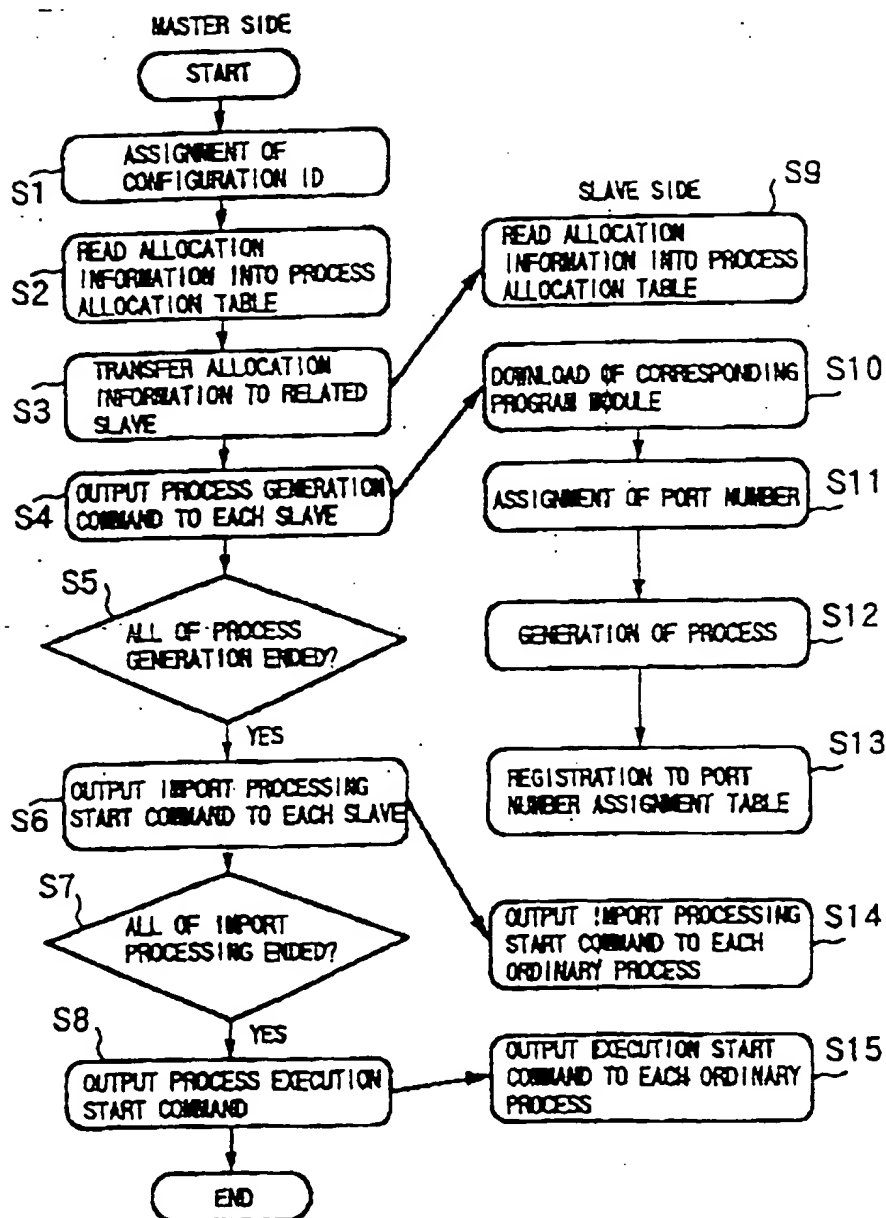 MASTER SIDE
START
S1
ASSIGNMENT OF
CONFIGURATION ID
S2
READ ALLOCATION
INFORMATION INTO PROCESS
ALLOCATION TABLE
S3
TRANSFER ALLOCATION
INFORMATION TO RELATED
SLAVE
S4
OUTPUT PROCESS GENERATION
COMMAND TO EACH SLAVE
S5
ALL OF PROCESS
GENERATION ENDED?
YES
S6
OUTPUT IMPORT PROCESSING
START COMMAND TO EACH SLAVE
S7
ALL OF IMPORT
PROCESSING ENDED?
YES
S8
OUTPUT PROCESS EXECUTION
START COMMAND
END
SLAVE SIDE
S9
READ ALLOCATION
INFORMATION INTO PROCESS
ALLOCATION TABLE
S10
DOWNLOAD OF CORRESPONDING
PROGRAM MODULE
S11
ASSIGNMENT OF PORT NUMBER
S12
GENERATION OF PROCESS
S13
REGISTRATION TO PORT
NUMBER ASSIGNMENT TABLE
S14
OUTPUT IMPORT PROCESSING
START COMMAND TO EACH
ORDINARY PROCESS
S15
OUTPUT EXECUTION START
COMMAND TO EACH ORDINARY
PROCESS